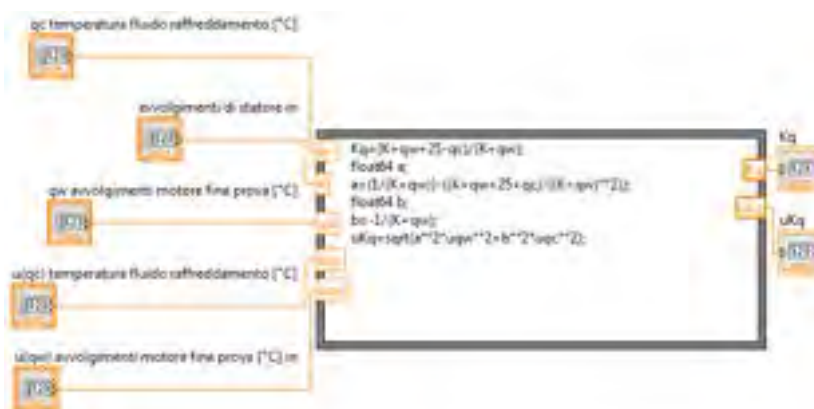 qc temperatura fluido raffreddamento [°C]
avvolgimenti di statore in
qw avvolgimenti motore fine prova [°C]
u(qc) temperatura fluido raffreddamento [°C]
u(qw) avvolgimenti motore fine prova [°C] in
Kq=(K+qw+25-qc)/(K+qw);
float64 a;
a=(1/(K+qw))-((K+qw+25+qc)/((K+qw)**2));
float64 b;
b=-1/(K+qw);
uKq=sqrt(a**2*uqw**2+b**2*uqc**2);
Kq
uKq